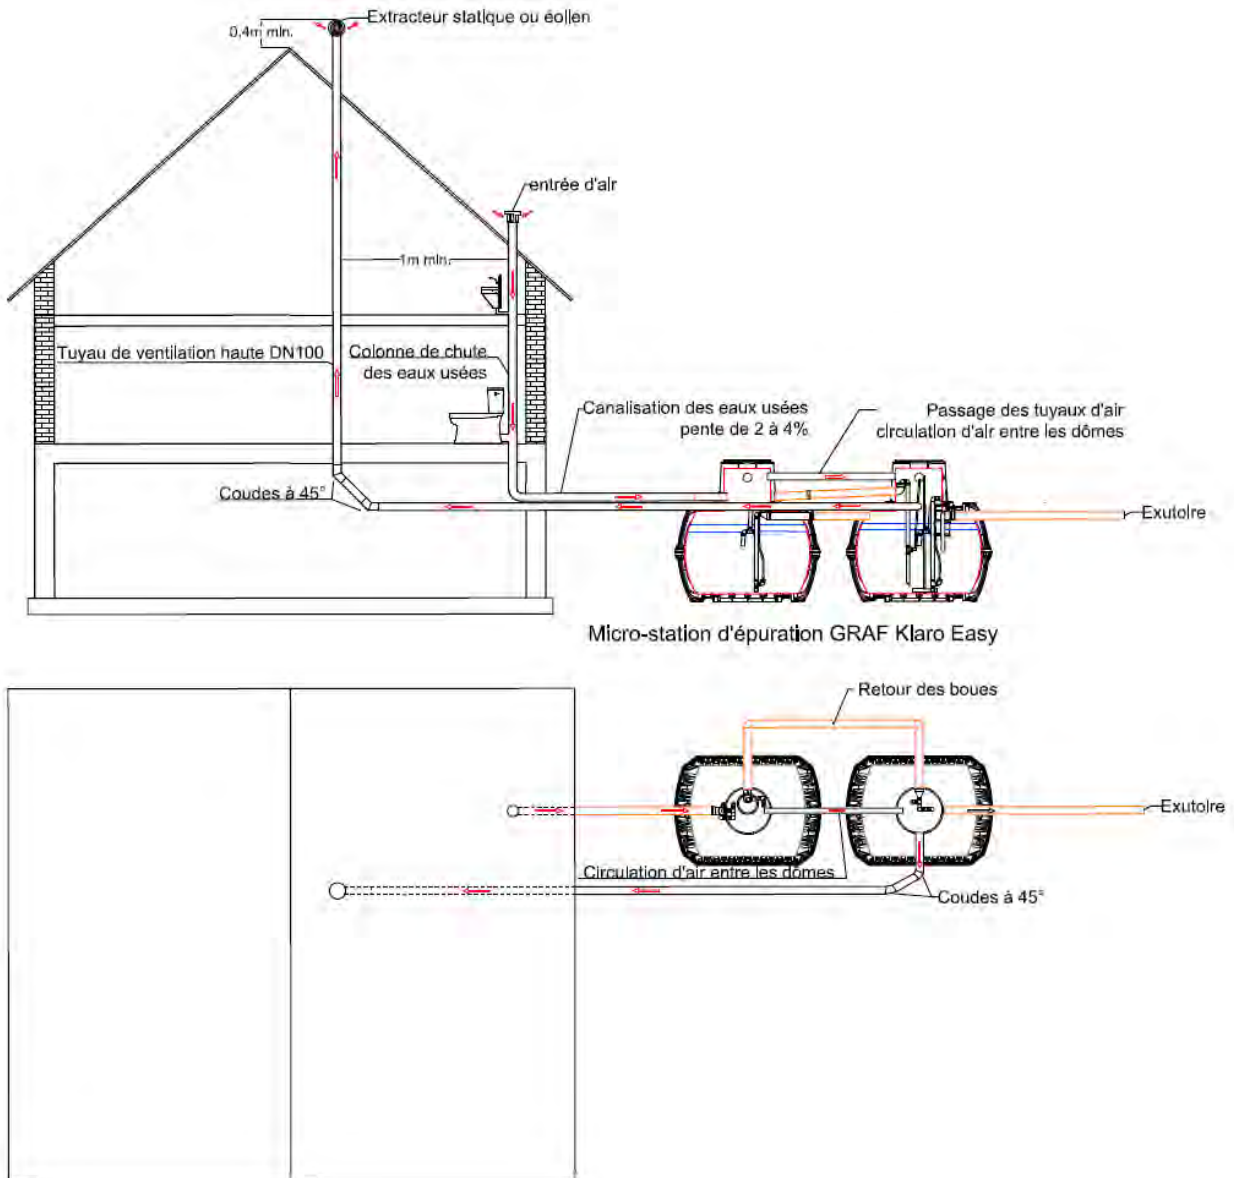 Extracteur statique ou éolien
0,4m min.
entrée d'air
1m min.
Tuyau de ventilation haute DN100
Colonne de chute
des eaux usées
Canalisation des eaux usées
pente de 2 à 4%
Passage des tuyaux d'air
circulation d'air entre les dômes
Coudes à 45°
Exutoire
Micro-station d'épuration GRAF Klaro Easy
Retour des boues
Exutoire
Circulation d'air entre les dômes
Coudes à 45°